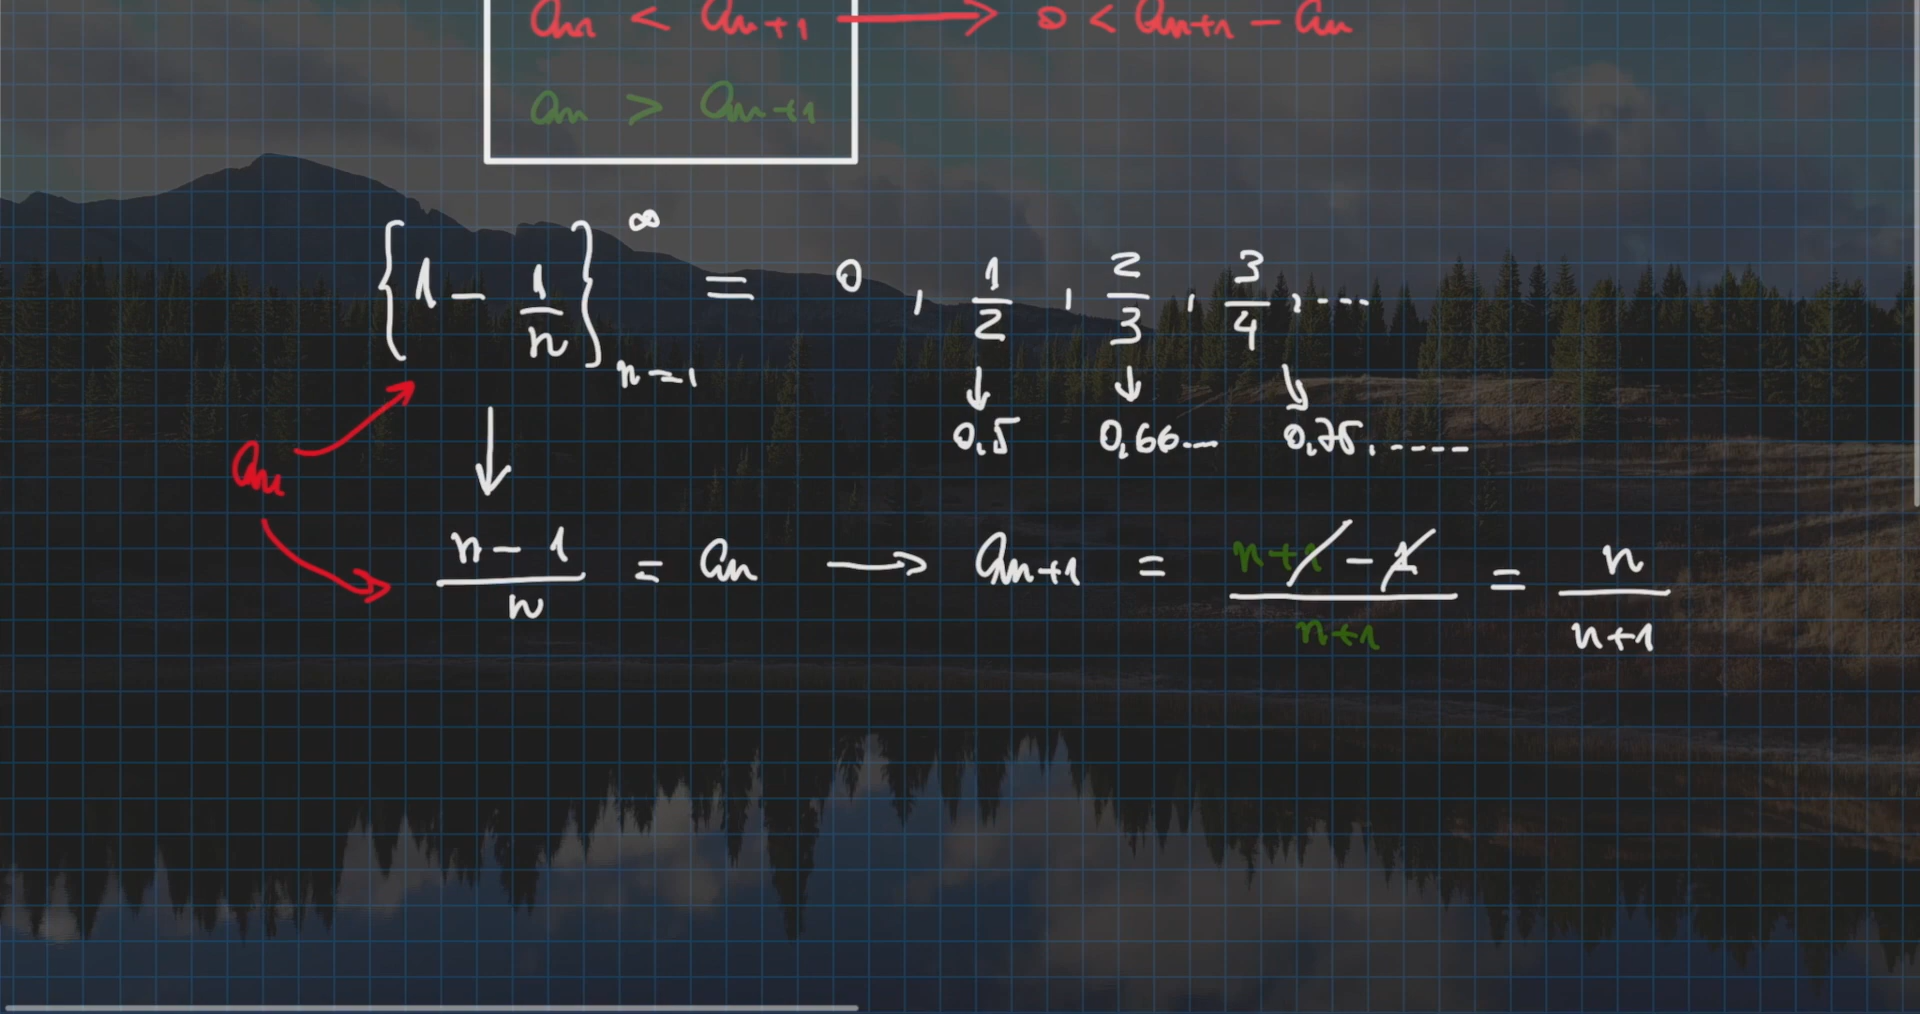 an < an+1 → 0 < an+1 − an
an > an+1
{1 − 1/n}∞ n=1 = 0, 1/2, 2/3, 3/4, ....
↓ 0,5 ↓ 0,66... ↓ 0,75, .....
an
n−1/n = an → an+1 = n+1−1/n+1 = n/n+1